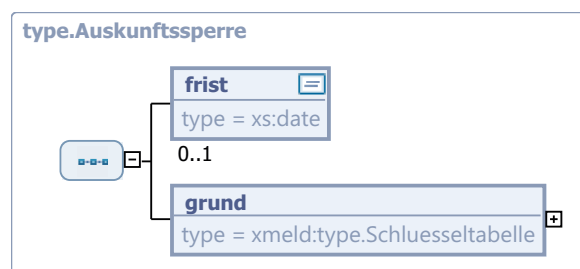 type.Auskunftssperre
frist
type = xs:date
0..1
grund
type = xmeld:type.Schluesseltabelle